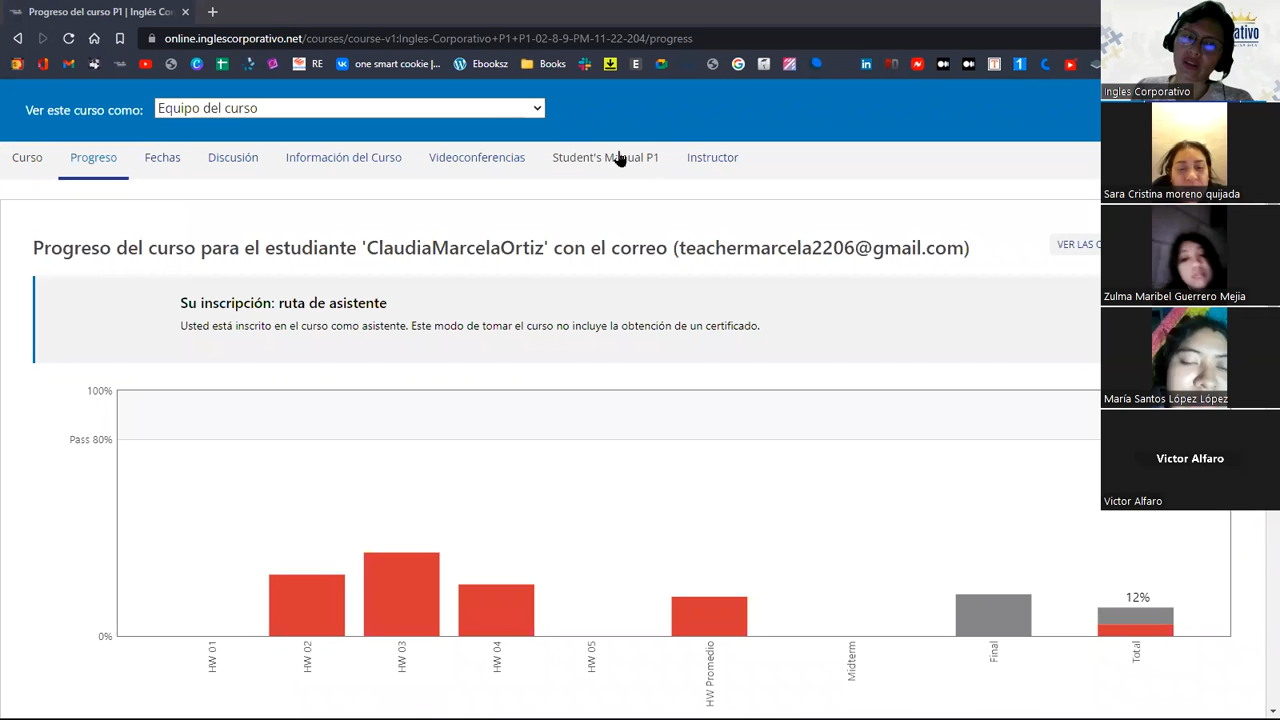 Progreso del curso P1 | Inglés Co
online.inglescorporativo.net/courses/course-v1:Ingles-Corporativo+P1+P1-02-8-9-PM-11-22-204/progress
RE
one smart cookie |...
Wordpress
Ebooksz
Books
Ver este curso como:
Equipo del curso
Curso
Progreso
Fechas
Discusión
Información del Curso
Videoconferencias
Student's Manual P1
Instructor
Progreso del curso para el estudiante 'ClaudiaMarcelaOrtiz' con el correo (teachermarcela2206@gmail.com)
VER LAS
Su inscripción: ruta de asistente
Usted está inscrito en el curso como asistente. Este modo de tomar el curso no incluye la obtención de un certificado.
100%
Pass 80%
0%
12%
HW 01
HW 02
HW 03
HW 04
HW 05
HW Promedio
Midterm
Final
Total
Ingles Corporativo
Sara Cristina moreno quijada
Zulma Maribel Guerrero Mejia
María Santos López López
Victor Alfaro
Victor Alfaro